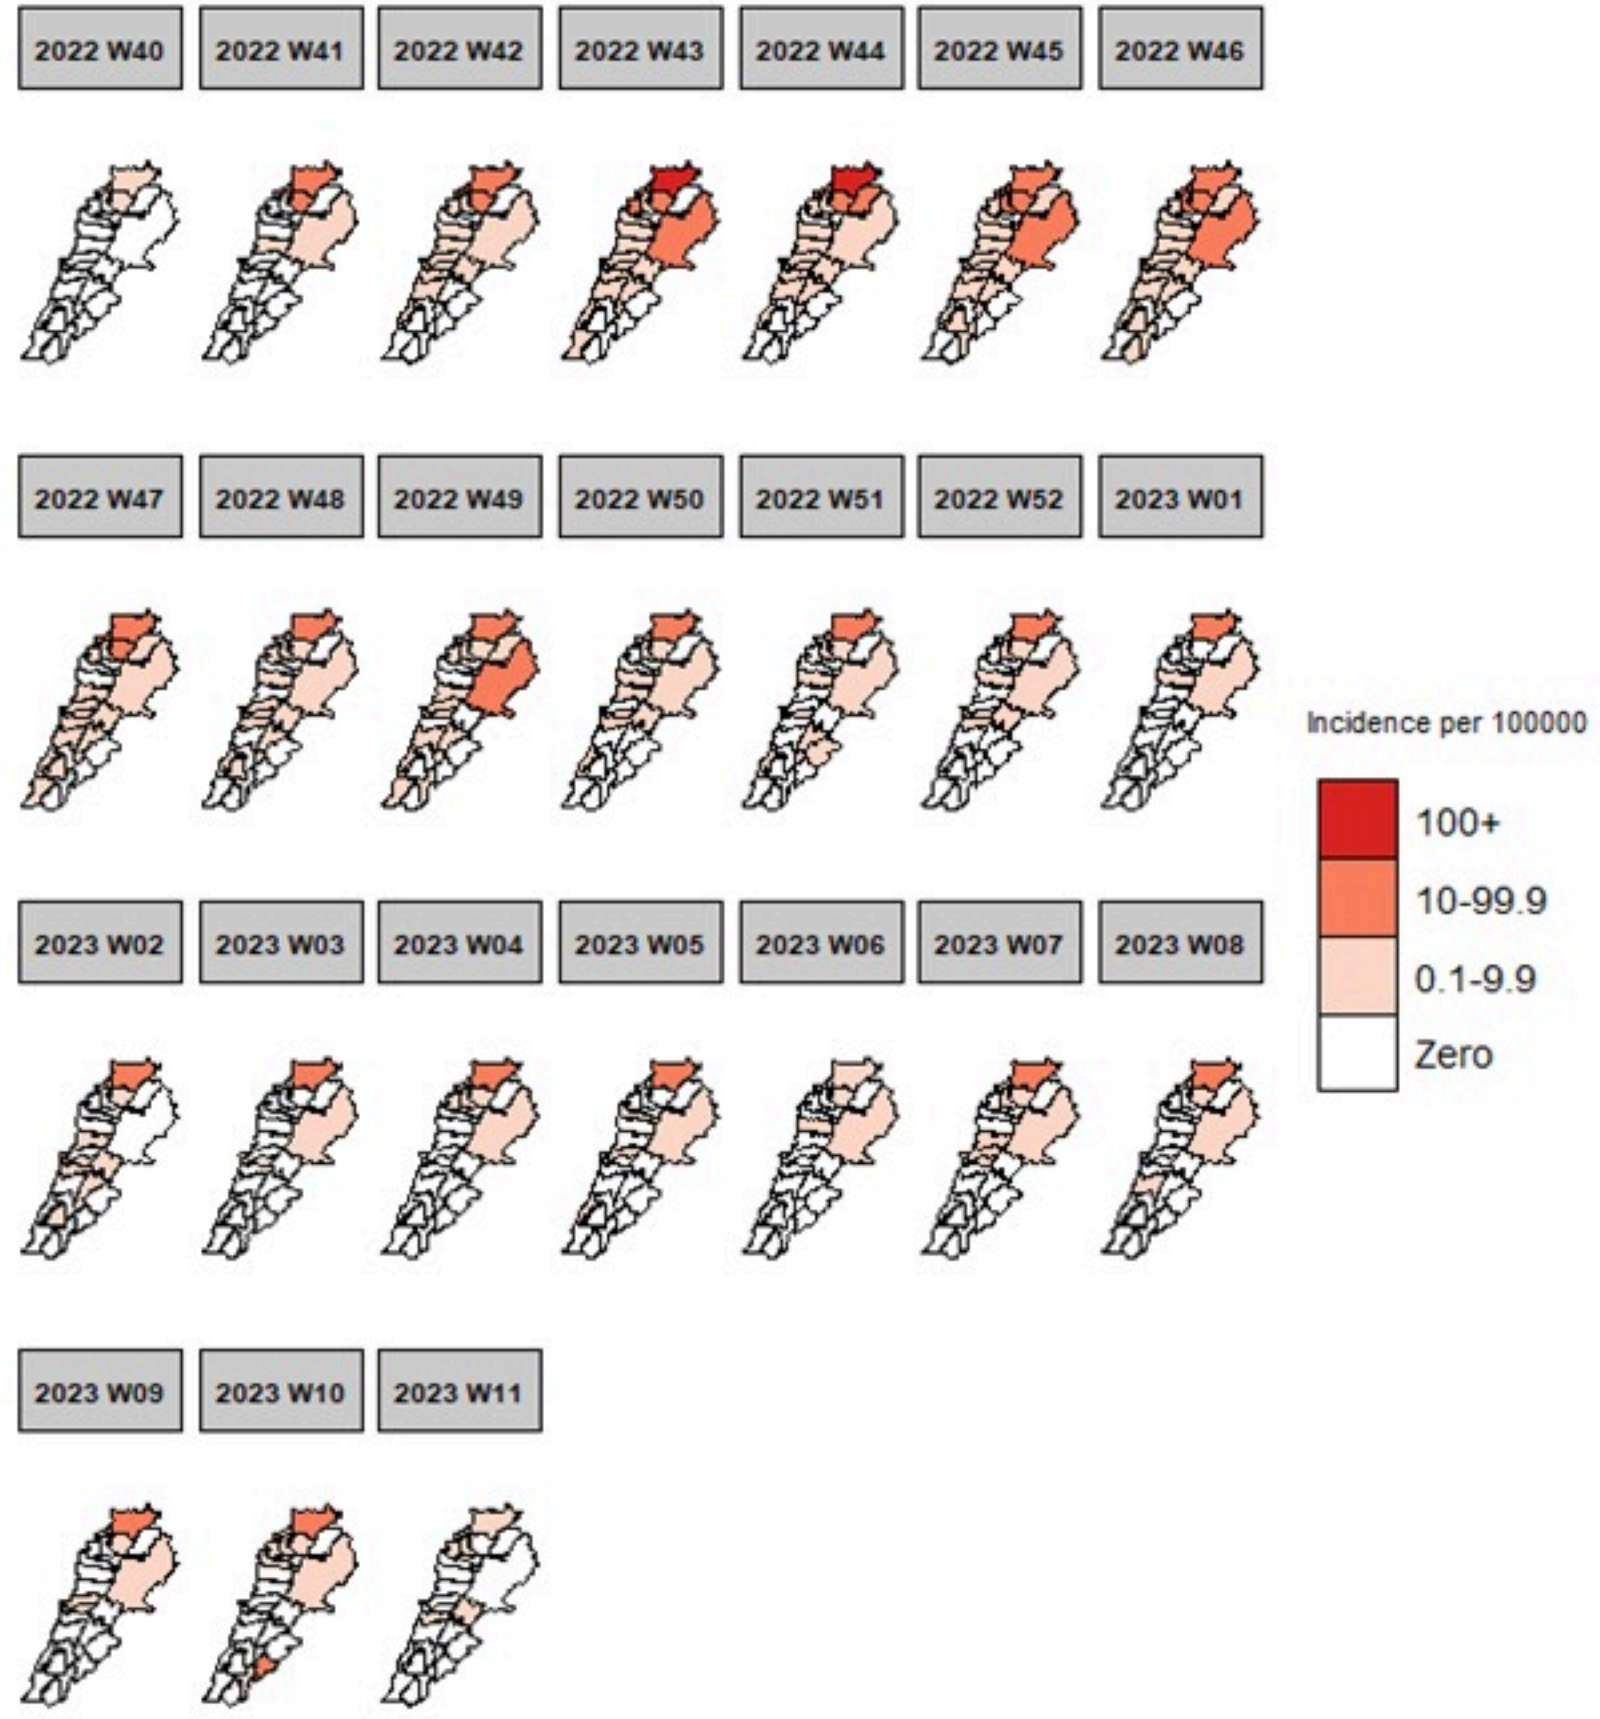 2022 W40 2022 W41 2022 W42 2022 W43 2022 W44 2022 W45 2022 W46
2022 W47 2022 W48 2022 W49 2022 W50 2022 W51 2022 W52 2023 W01
Incidence per 100000
100+
10-99.9
0.1-9.9
Zero
2023 W02 2023 W03 2023 W04 2023 W05 2023 W06 2023 W07 2023 W08
2023 W09 2023 W10 2023 W11